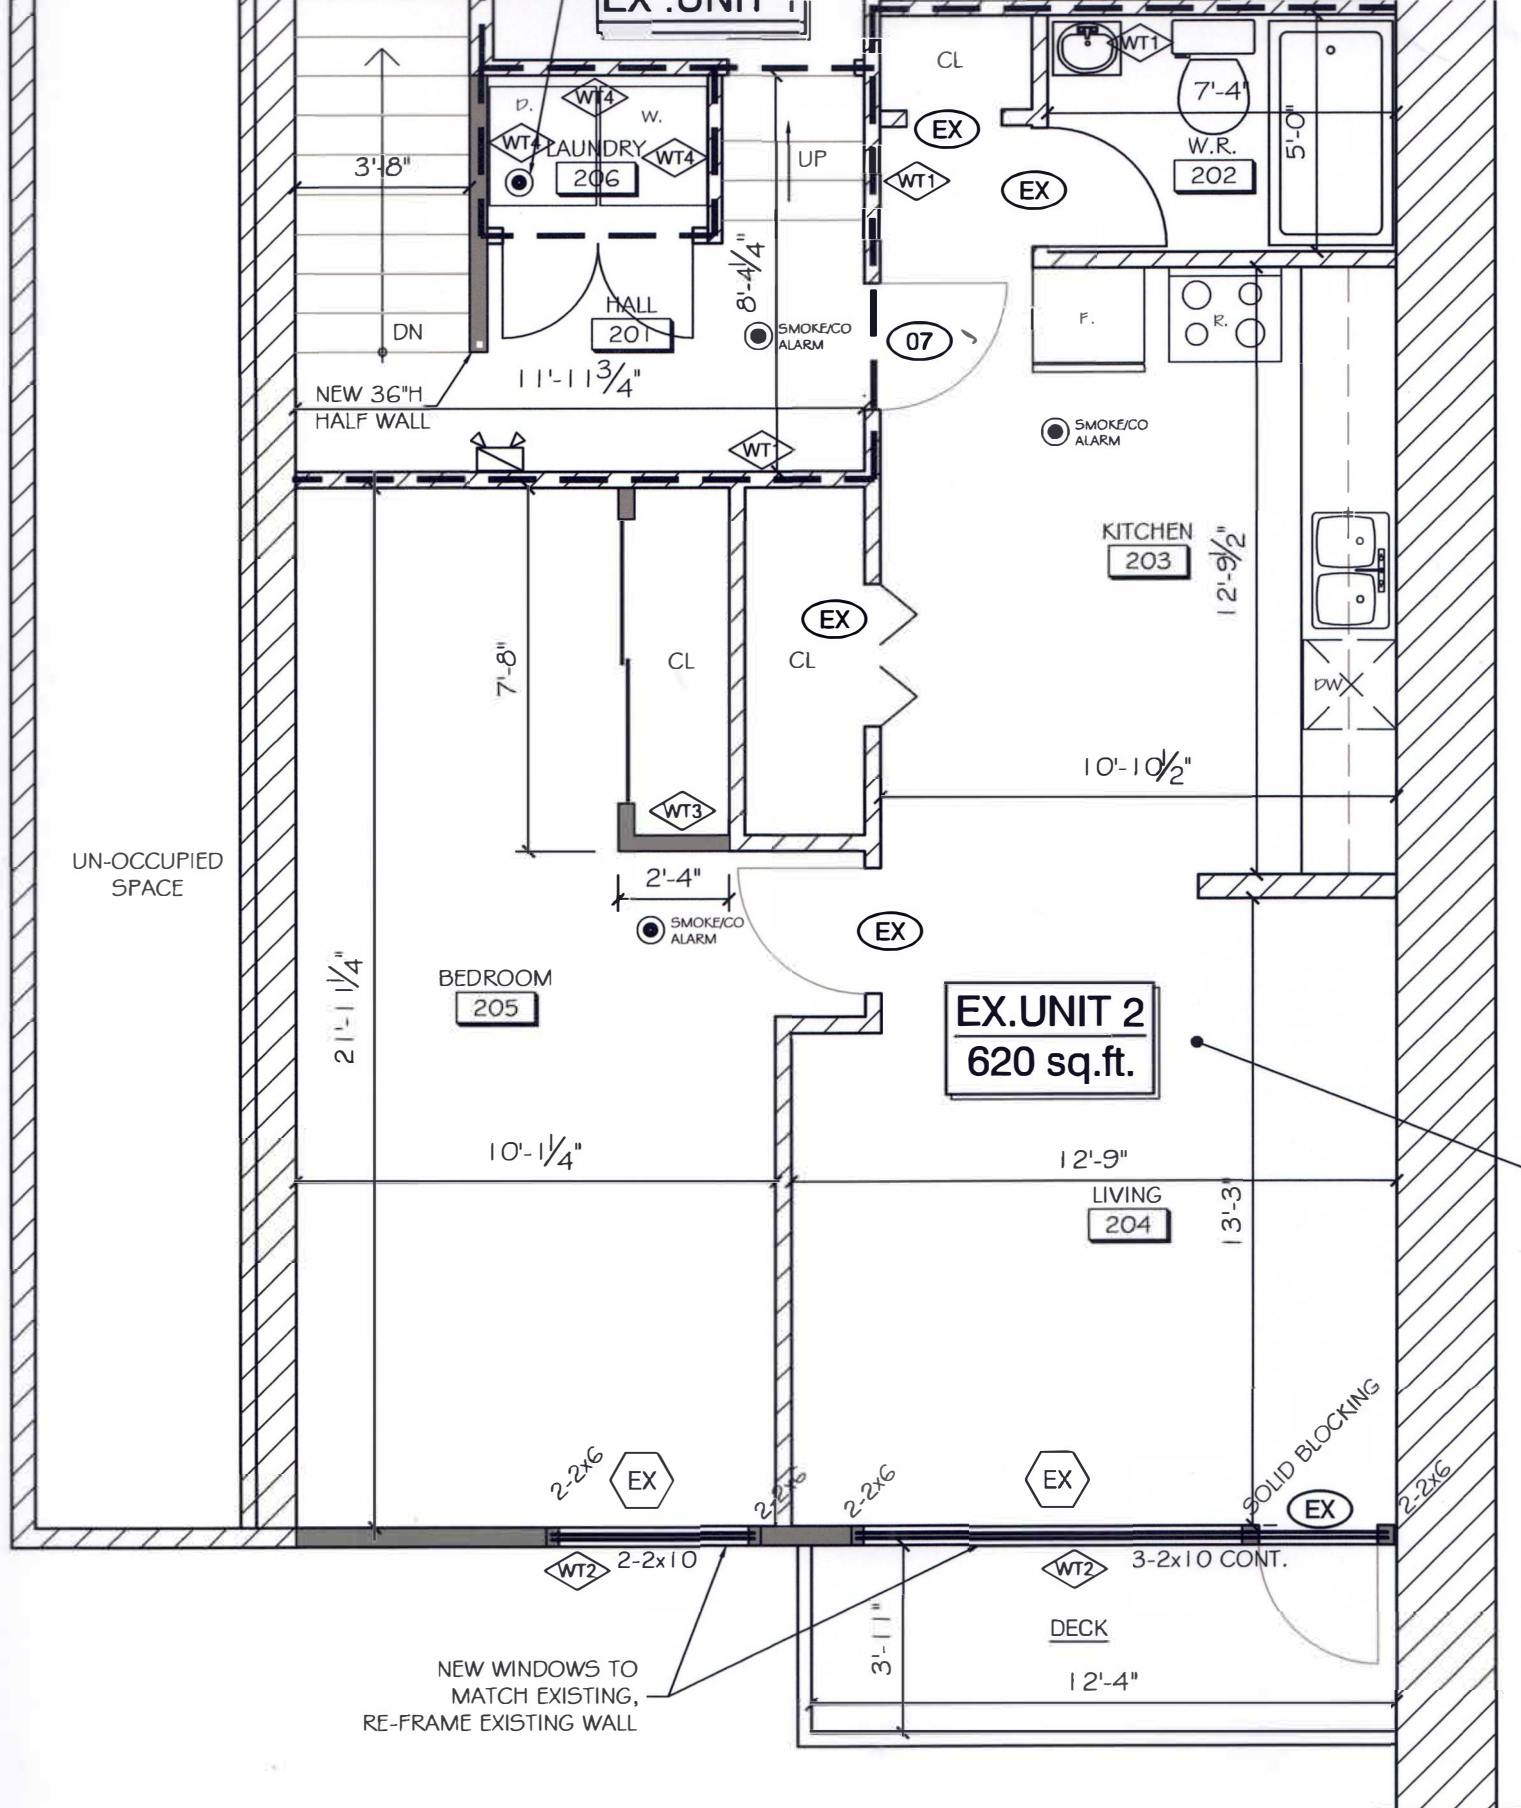 EX .UNIT 1
CL
WT1
7'-4"
5'-0"
W.R.
202
D.
WT4
W.
WT4
LAUNDRY
WT4
206
EX
EX
WT1
UP
3'-8"
8'-4 1/4"
HALL
201
SMOKE/CO
ALARM
07
F.
R.
DN
11'-11 3/4"
NEW 36"H
HALF WALL
SMOKE/CO
ALARM
WT1
KITCHEN
203
12'-9 1/2"
EX
7'-8"
CL
CL
DW
10'-10 1/2"
WT3
UN-OCCUPIED
SPACE
2'-4"
SMOKE/CO
ALARM
EX
BEDROOM
205
21'-11 1/4"
EX.UNIT 2
620 sq.ft.
10'-1 1/4"
12'-9"
LIVING
204
13'-3"
SOLID BLOCKING
2-2x6
EX
2-2x6
2-2x6
EX
EX
2-2x6
WT2
2-2x10
WT2
3-2x10 CONT.
3'-11"
DECK
12'-4"
NEW WINDOWS TO
MATCH EXISTING,
RE-FRAME EXISTING WALL